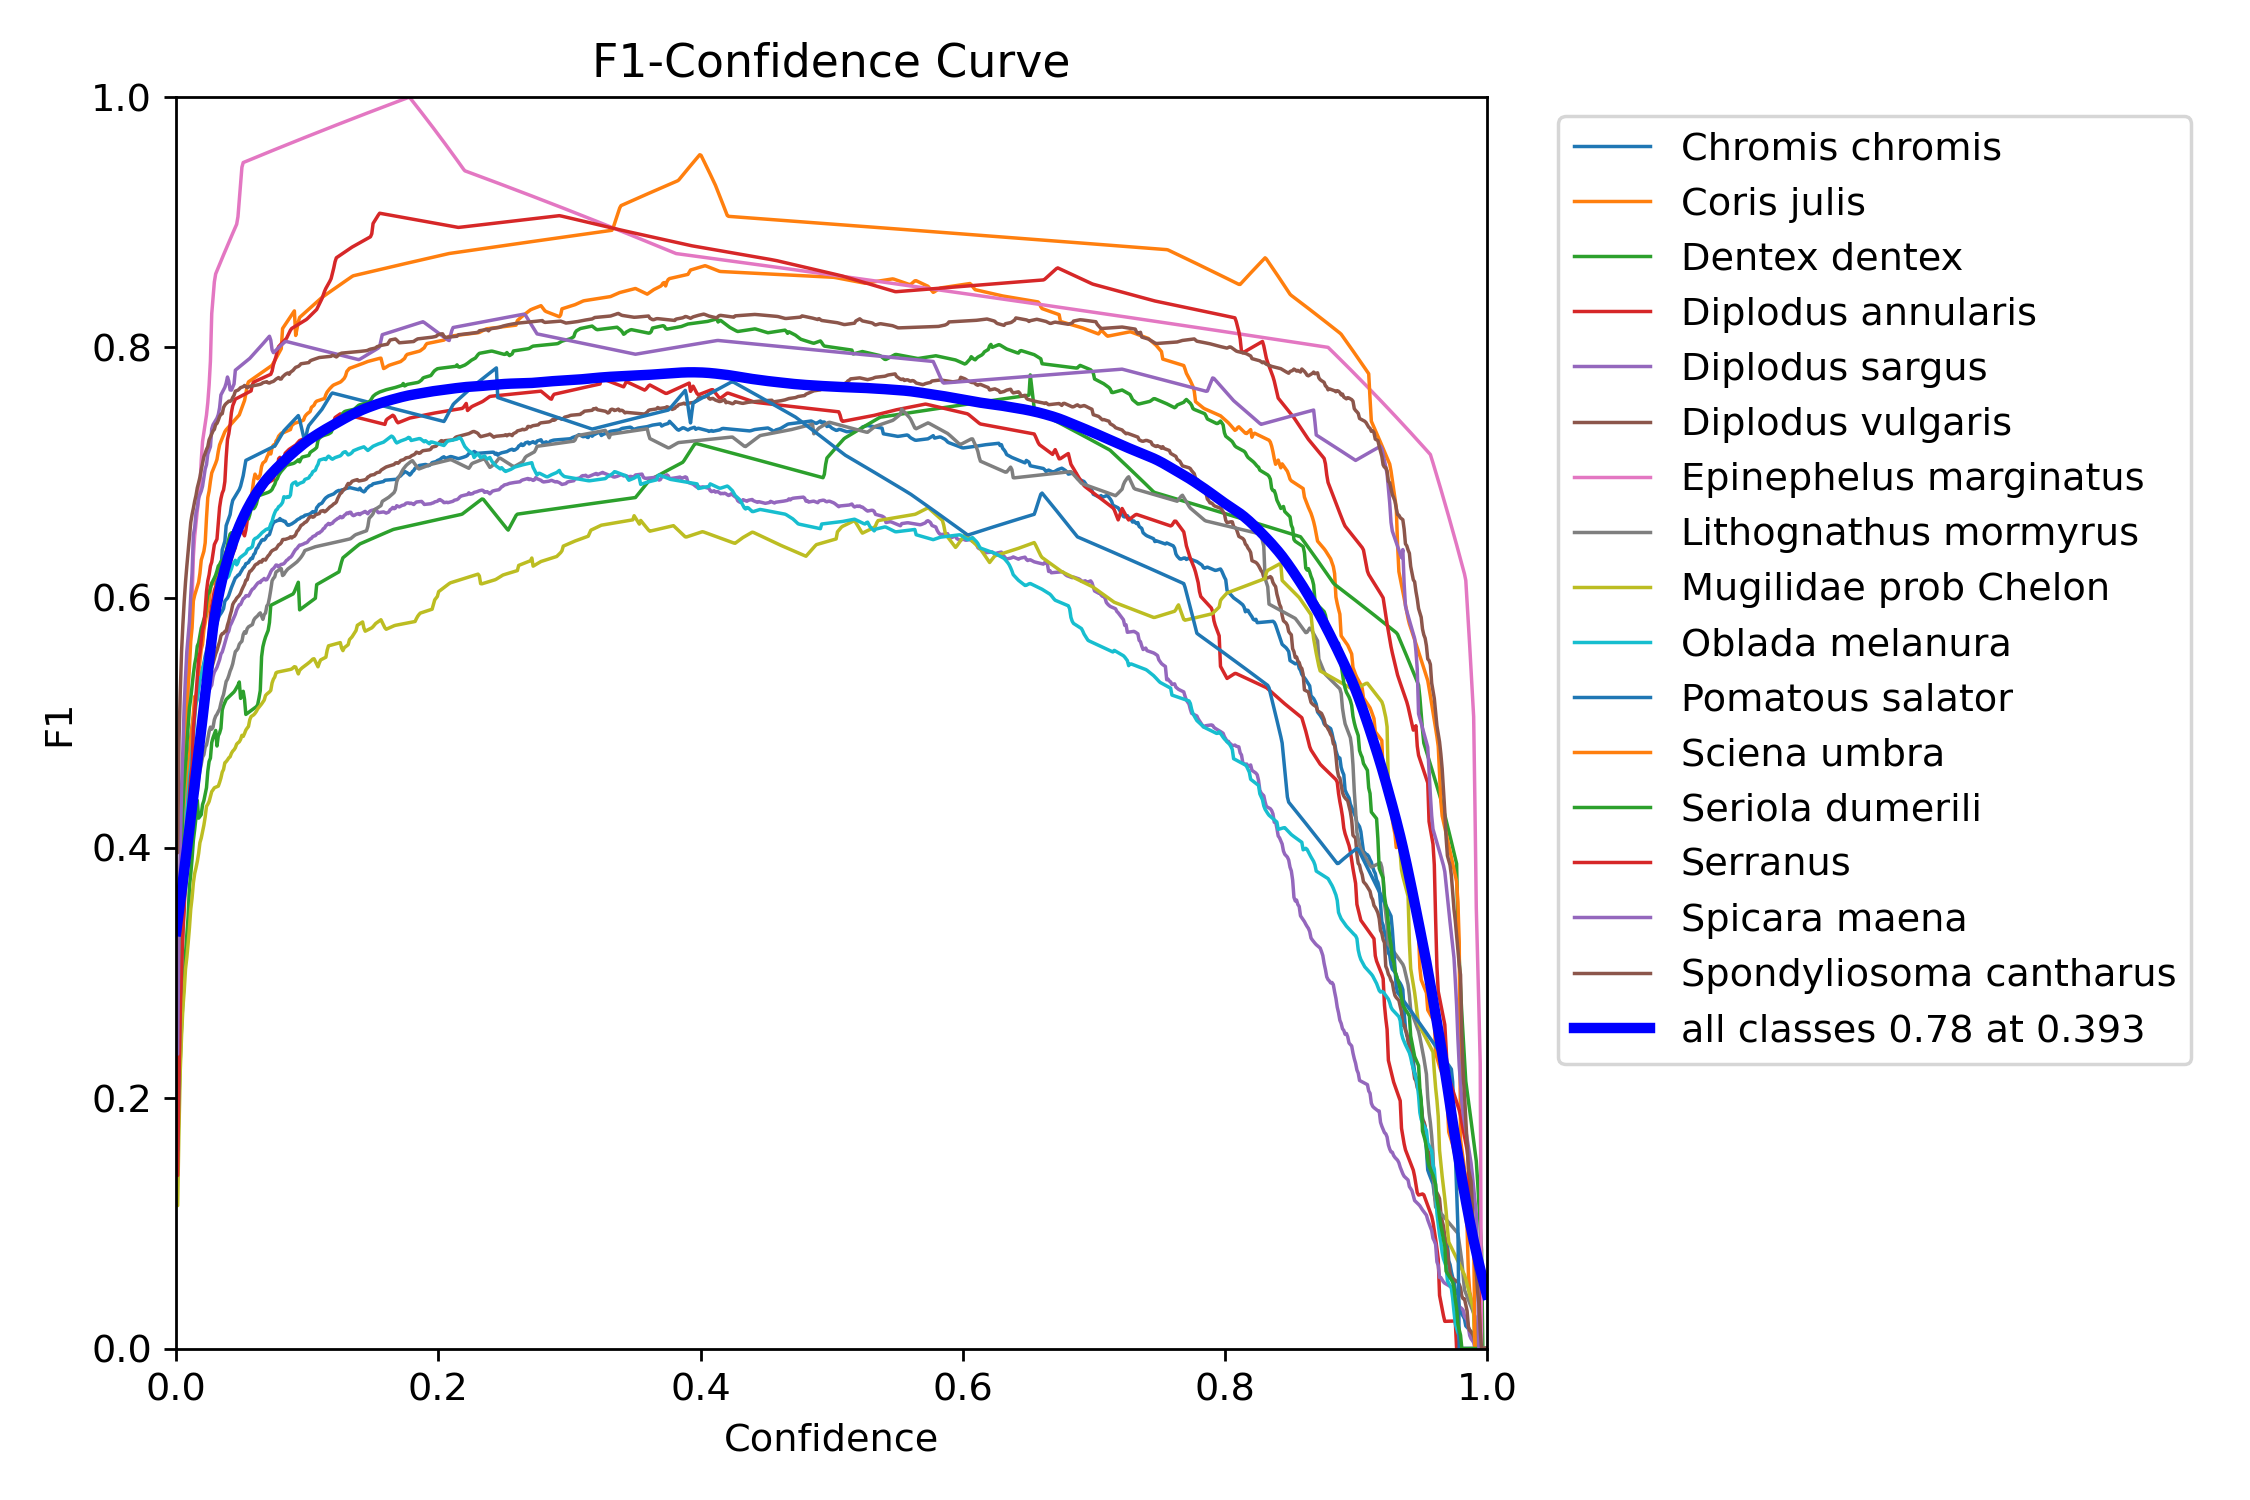 F1-Confidence Curve
1.0
0.8
0.6
0.4
0.2
0.0
F1
0.0 0.2 0.4 0.6 0.8 1.0
Confidence
Chromis chromis
Coris julis
Dentex dentex
Diplodus annularis
Diplodus sargus
Diplodus vulgaris
Epinephelus marginatus
Lithognathus mormyrus
Mugilidae prob Chelon
Oblada melanura
Pomatous salator
Sciena umbra
Seriola dumerili
Serranus
Spicara maena
Spondyliosoma cantharus
all classes 0.78 at 0.393